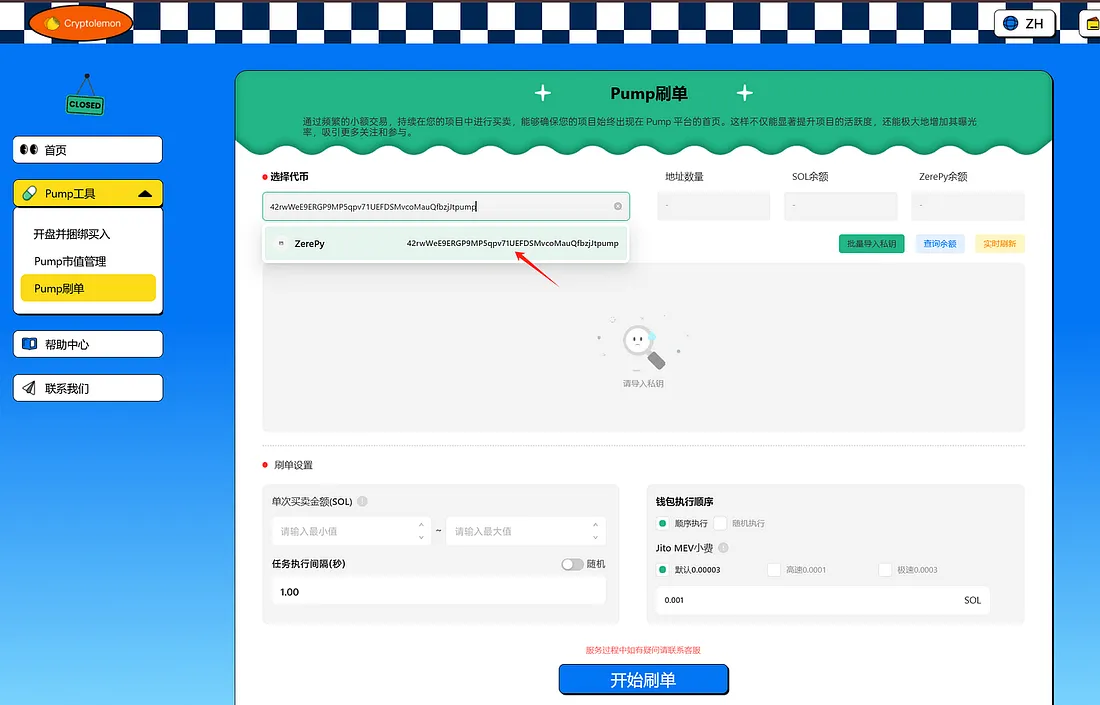 Cryptolemon
ZH
CLOSED
首页
Pump工具
开盘并捆绑买入
Pump市值管理
Pump刷单
帮助中心
联系我们
Pump刷单
通过频繁的小额交易，持续在您的项目中进行买卖，能够确保您的项目始终出现在 Pump 平台的首页。这样不仅能显著提升项目的活跃度，还能极大地增加其曝光
率，吸引更多关注和参与。
选择代币
地址数量
SOL余额
ZerePy余额
42rwWeE9ERGP9MP5qpv71UEFDSMvcoMauQfbzjJtpump
-
-
-
ZerePy
42rwWeE9ERGP9MP5qpv71UEFDSMvcoMauQfbzjJtpump
批量导入私钥
查询余额
实时刷新
请导入私钥
刷单设置
单次买卖金额(SOL)
请输入最小值
~
请输入最大值
任务执行间隔(秒)
随机
1.00
钱包执行顺序
顺序执行
随机执行
Jito MEV小费
默认0.00003
高速0.0001
极速0.0003
0.001
SOL
服务过程中如有疑问请联系客服
开始刷单